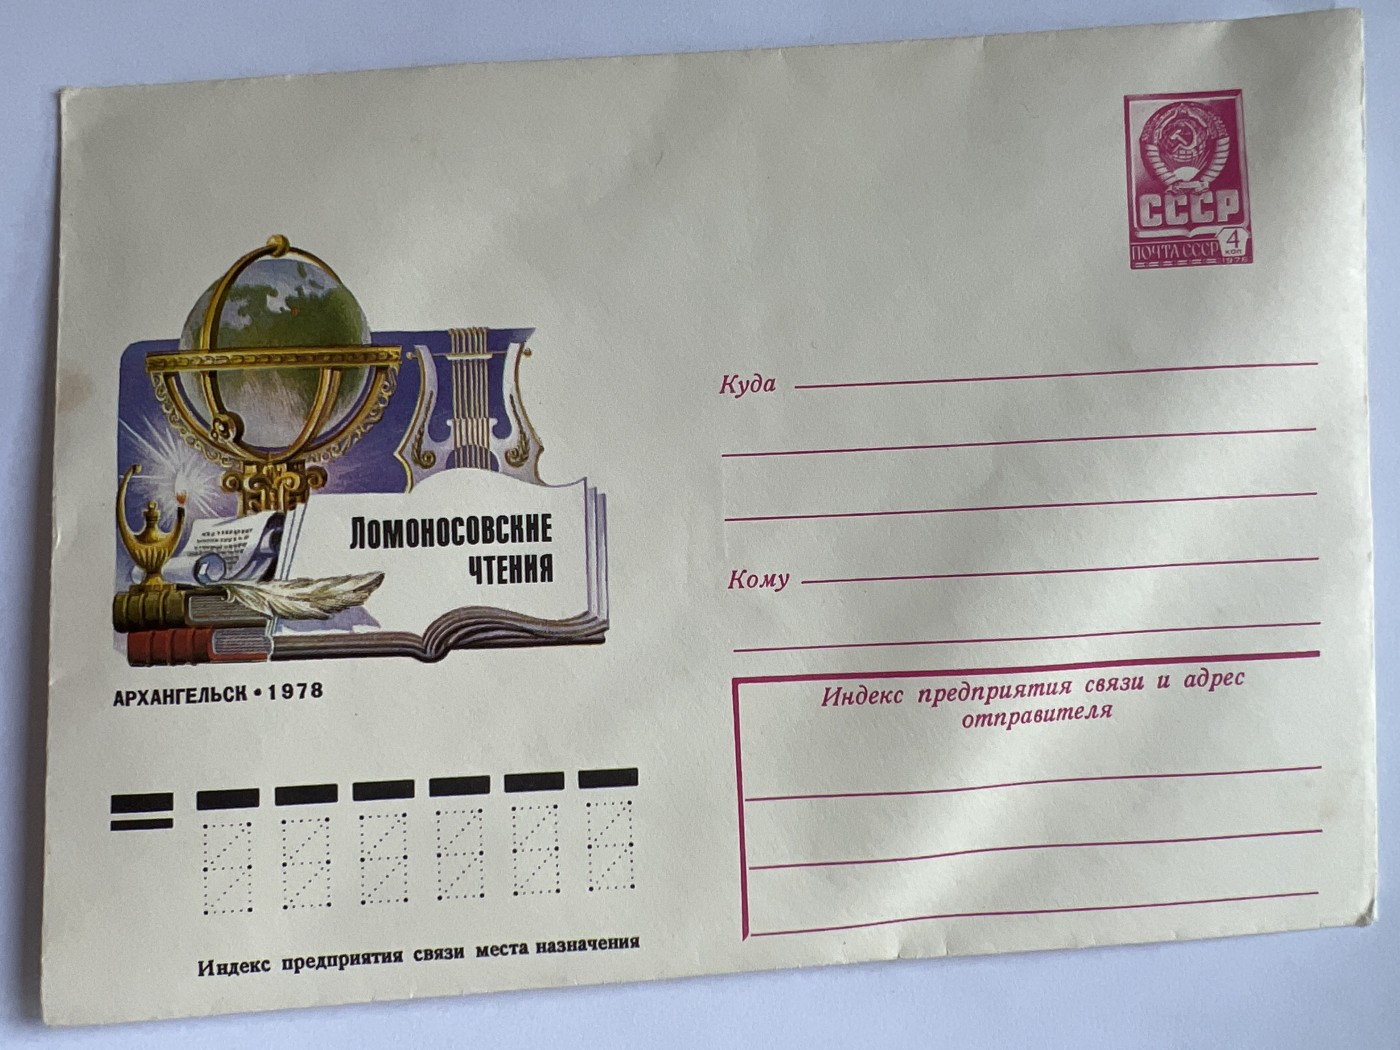 СССР
ПОЧТА СССР 4 коп
1976
Ломоносовские
чтения
АРХАНГЕЛЬСК • 1978
Куда
Кому
Индекс предприятия связи и адрес
отправителя
Индекс предприятия связи места назначения